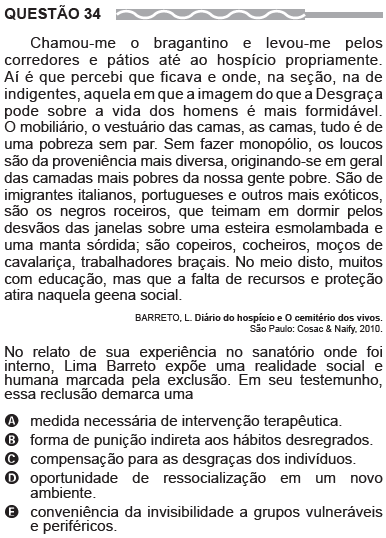 QUESTÃO 34
Chamou-me o bragantino e levou-me pelos
corredores e pátios até ao hospício propriamente.
Aí é que percebi que ficava e onde, na seção, na de
indigentes, aquela em que a imagem do que a Desgraça
pode sobre a vida dos homens é mais formidável.
O mobiliário, o vestuário das camas, as camas, tudo é de
uma pobreza sem par. Sem fazer monopólio, os loucos
são da proveniência mais diversa, originando-se em geral
das camadas mais pobres da nossa gente pobre. São de
imigrantes italianos, portugueses e outros mais exóticos,
são os negros roceiros, que teimam em dormir pelos
desvãos das janelas sobre uma esteira esmolambada e
uma manta sórdida; são copeiros, cocheiros, moços de
cavalariça, trabalhadores braçais. No meio disto, muitos
com educação, mas que a falta de recursos e proteção
atira naquela geena social.
BARRETO, L. Diário do hospício e O cemitério dos vivos.
São Paulo: Cosac & Naify, 2010.
No relato de sua experiência no sanatório onde foi
interno, Lima Barreto expõe uma realidade social e
humana marcada pela exclusão. Em seu testemunho,
essa reclusão demarca uma
A medida necessária de intervenção terapêutica.
B forma de punição indireta aos hábitos desregrados.
C compensação para as desgraças dos indivíduos.
D oportunidade de ressocialização em um novo
ambiente.
E conveniência da invisibilidade a grupos vulneráveis
e periféricos.